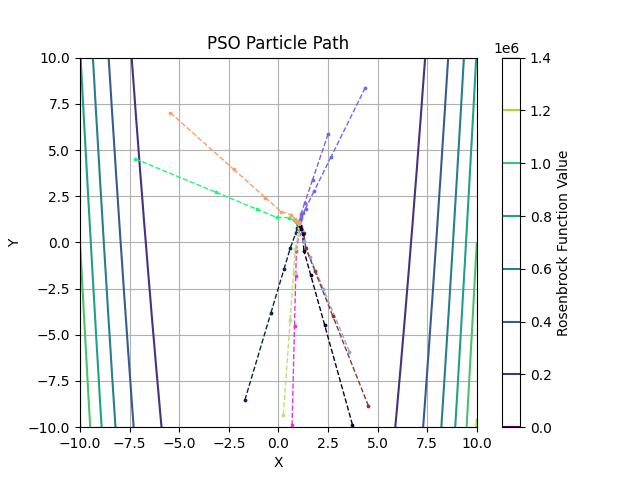 PSO Particle Path
1e6
10.0
7.5
5.0
2.5
0.0
−2.5
−5.0
−7.5
−10.0
Y
−10.0 −7.5 −5.0 −2.5 0.0 2.5 5.0 7.5 10.0
X
1.4
1.2
1.0
0.8
0.6
0.4
0.2
0.0
Rosenbrock Function Value